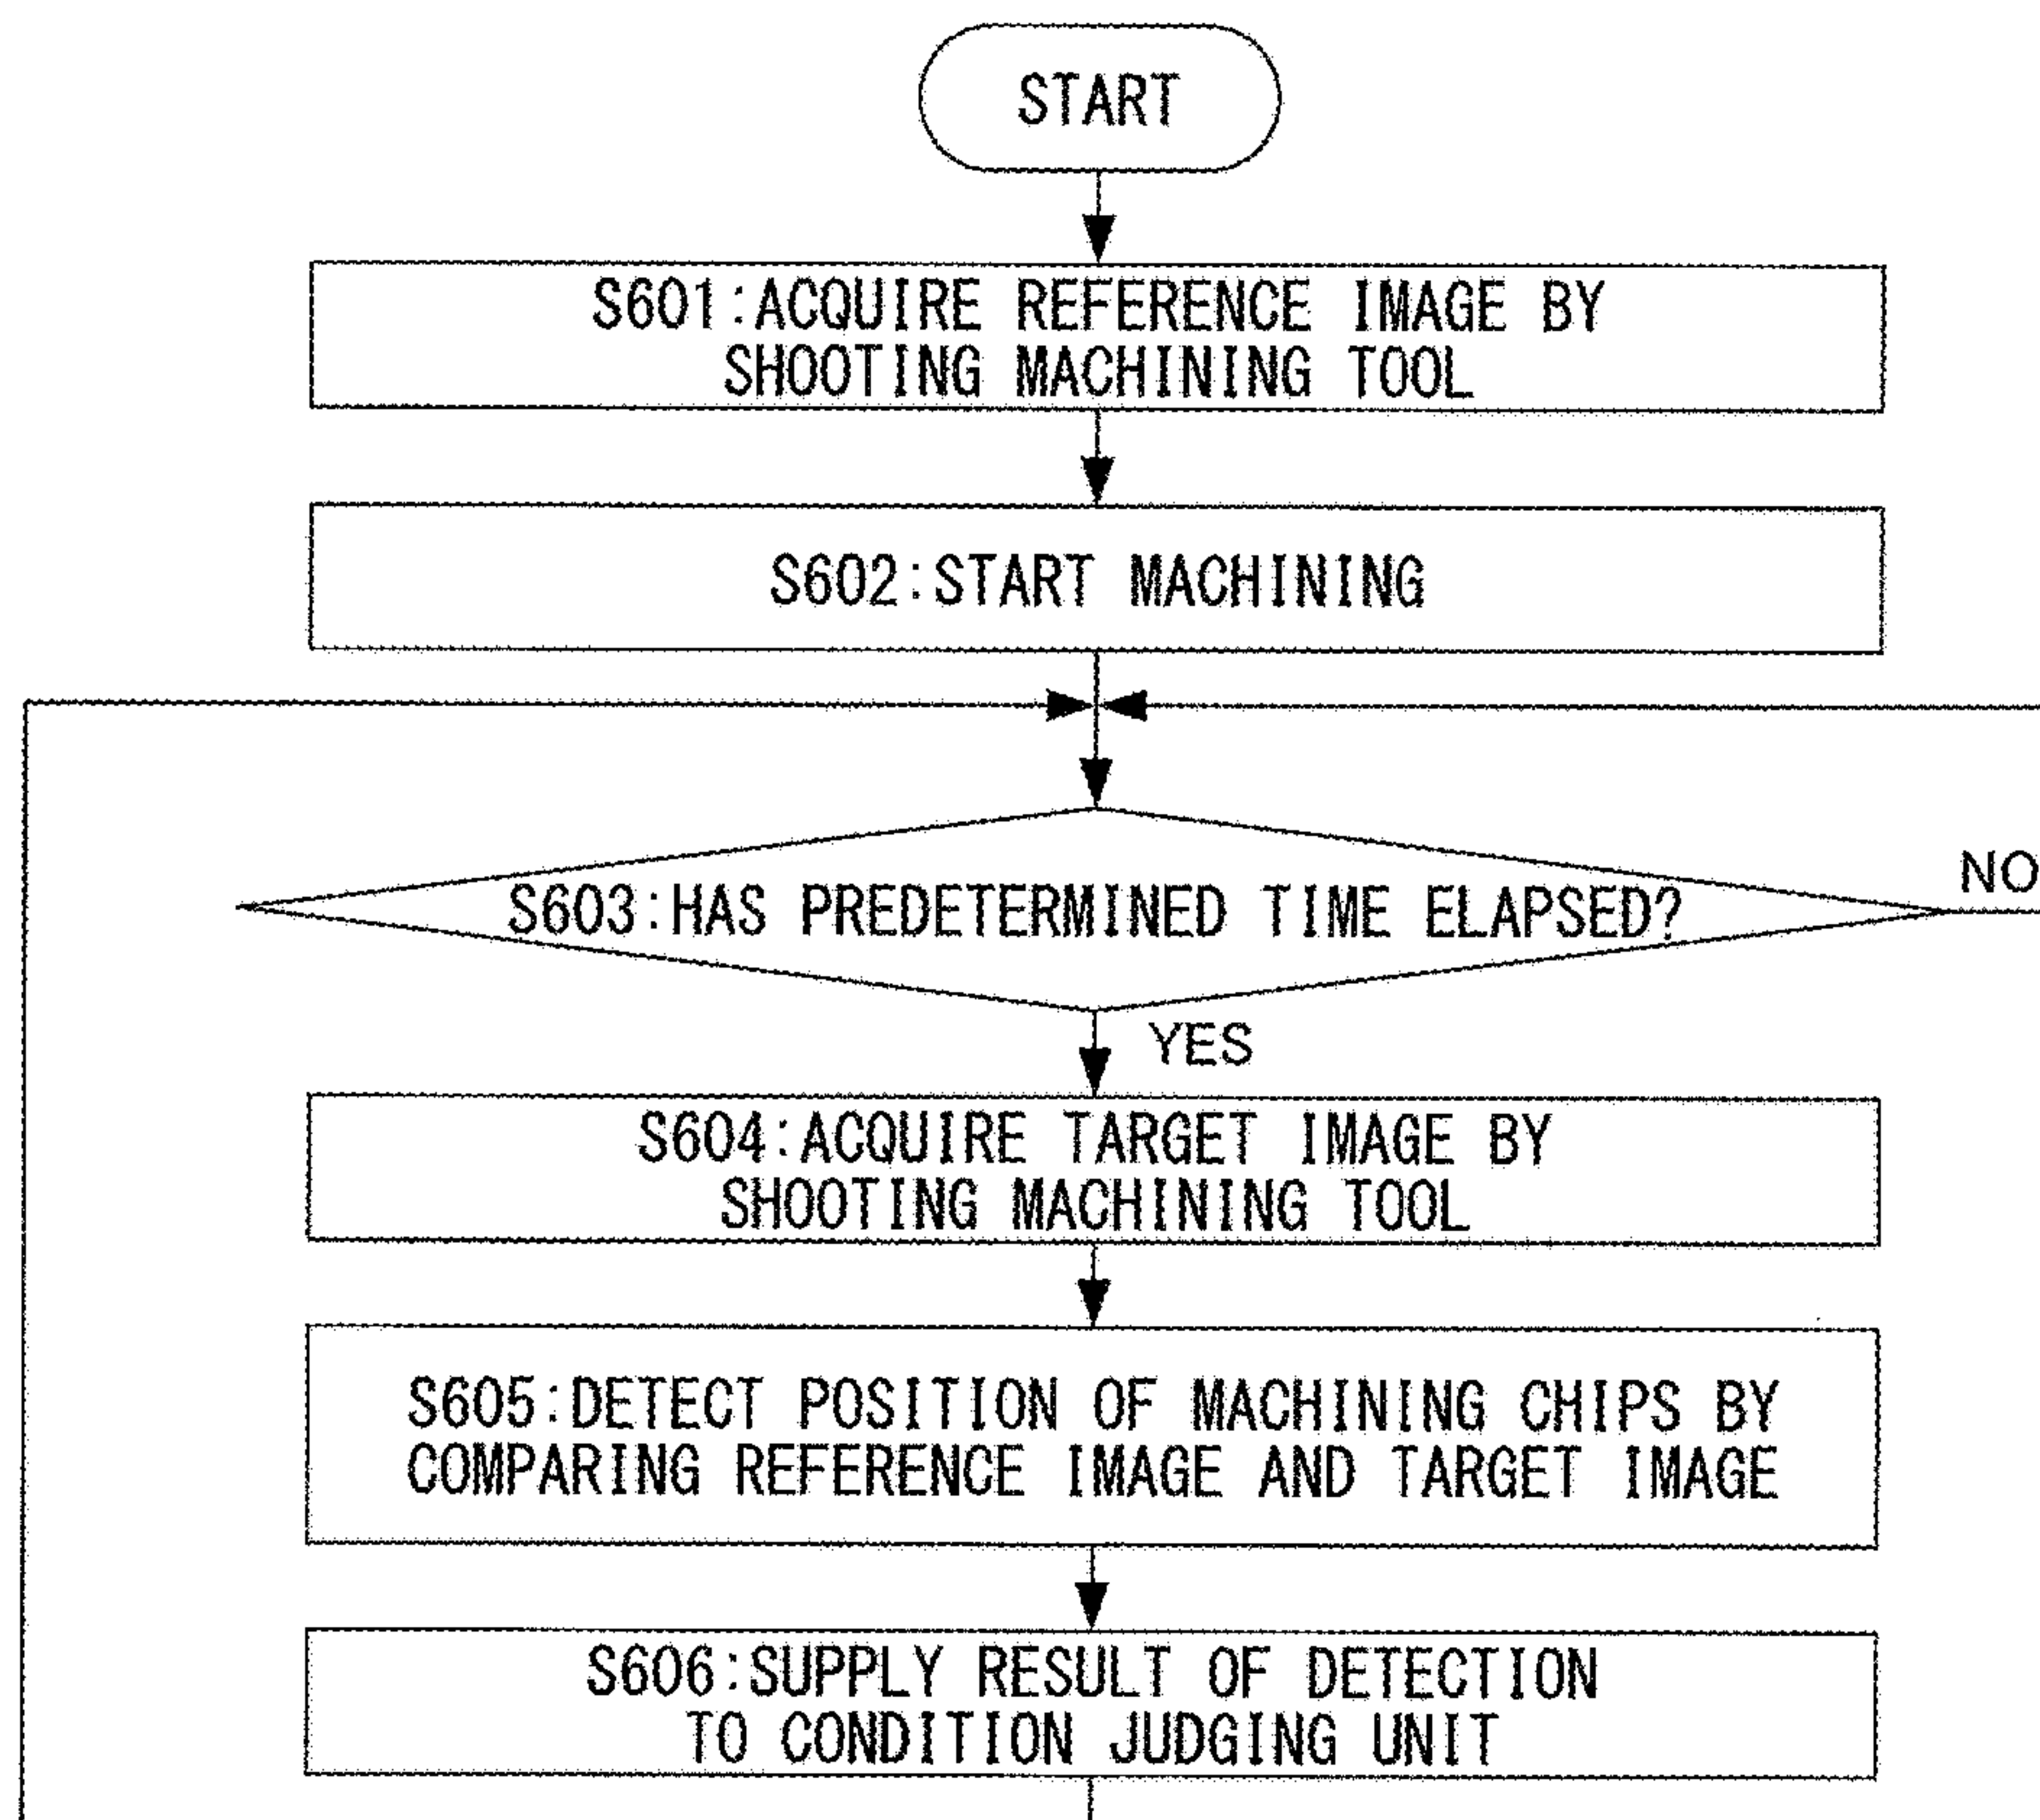 START
S601:ACQUIRE REFERENCE IMAGE BY
SHOOTING MACHINING TOOL
S602:START MACHINING
S603:HAS PREDETERMINED TIME ELAPSED?
NO
YES
S604:ACQUIRE TARGET IMAGE BY
SHOOTING MACHINING TOOL
S605:DETECT POSITION OF MACHINING CHIPS BY
COMPARING REFERENCE IMAGE AND TARGET IMAGE
S606:SUPPLY RESULT OF DETECTION
TO CONDITION JUDGING UNIT